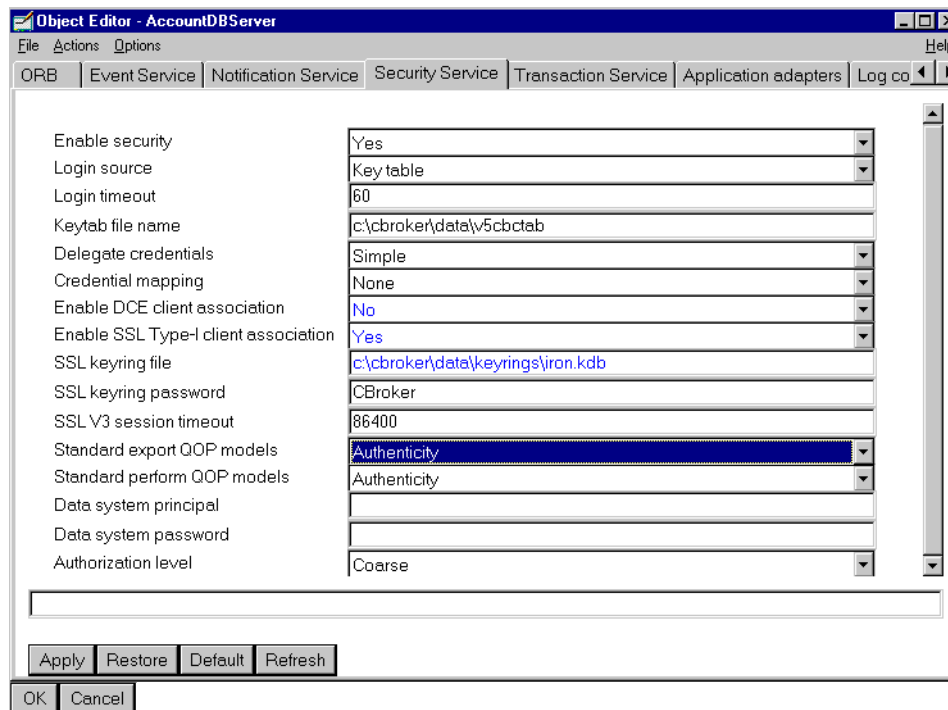 Object Editor - AccountDBServer
File Actions Options Hel
ORB Event Service Notification Service Security Service Transaction Service Application adapters Log co
Enable security Yes
Login source Key table
Login timeout 60
Keytab file name c:\cbroker\data\v5cbctab
Delegate credentials Simple
Credential mapping None
Enable DCE client association No
Enable SSL Type-I client association Yes
SSL keyring file c:\cbroker\data\keyrings\iron.kdb
SSL keyring password CBroker
SSL V3 session timeout 86400
Standard export QOP models Authenticity
Standard perform QOP models Authenticity
Data system principal
Data system password
Authorization level Coarse
Apply Restore Default Refresh
OK Cancel